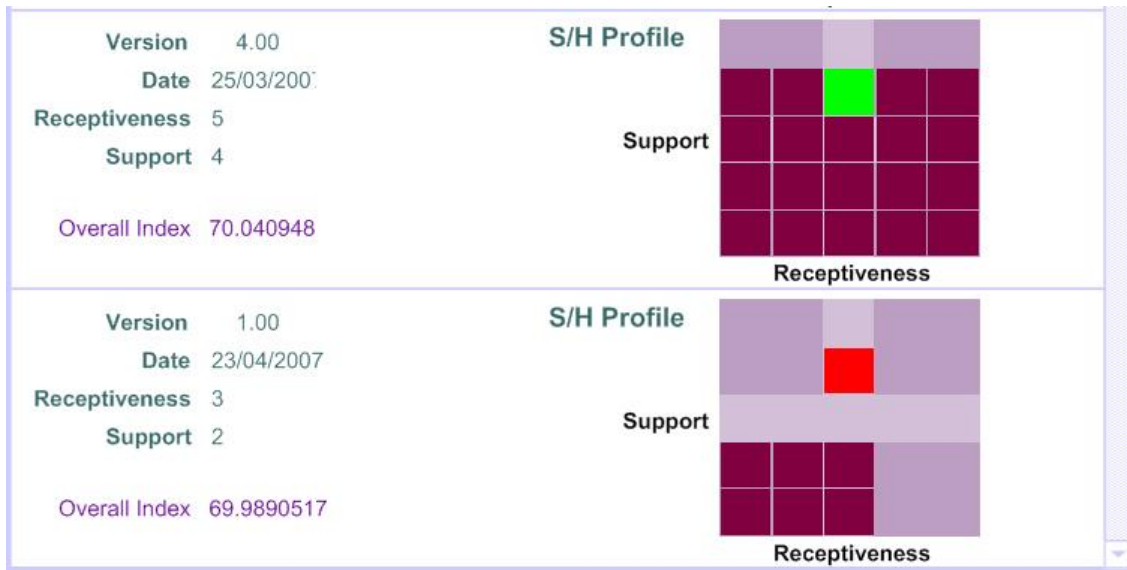 Version 4.00 S/H Profile
Date 25/03/200
Receptiveness 5
Support 4
Support
Overall Index 70.040948
Receptiveness
Version 1.00 S/H Profile
Date 23/04/2007
Receptiveness 3
Support 2
Support
Overall Index 69.9890517
Receptiveness